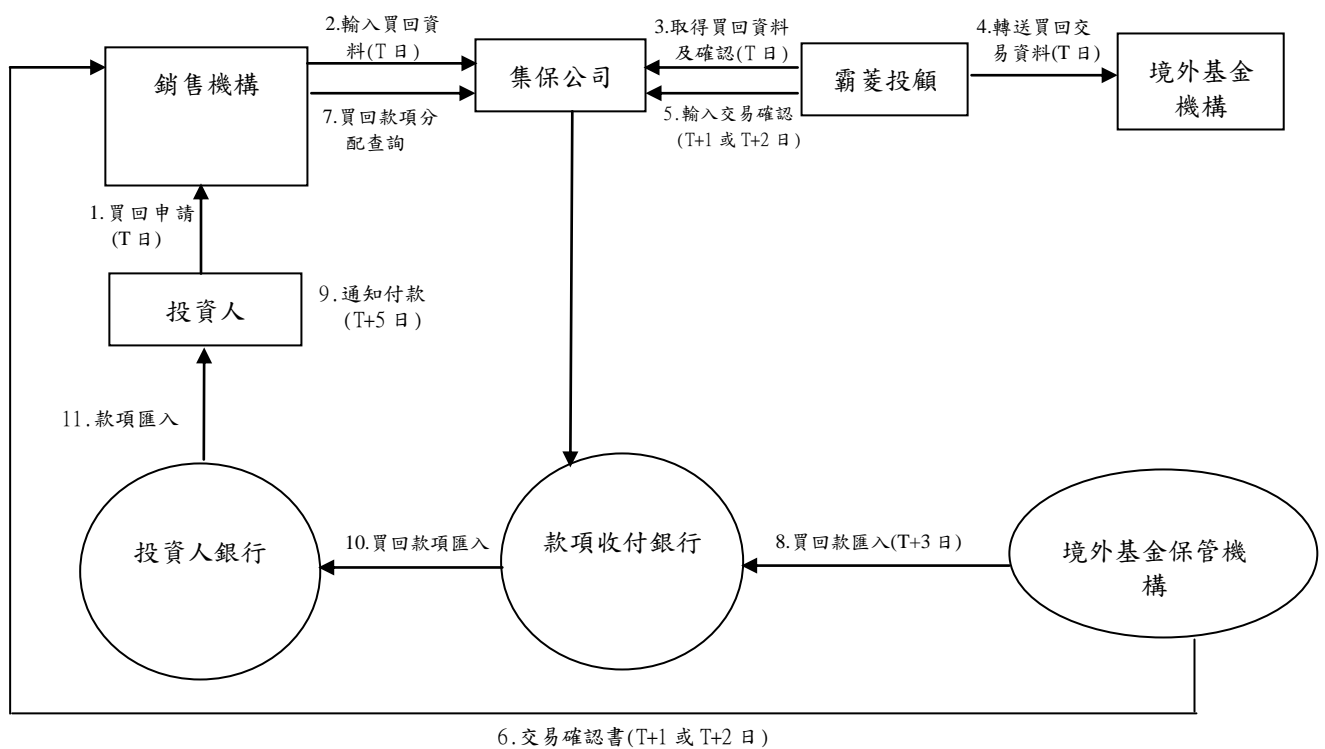 2.輸入買回資
料(T 日)
3.取得買回資料
及確認(T 日)
4.轉送買回交
易資料(T 日)
銷售機構
集保公司
霸菱投顧
境外基金
機構
7.買回款項分
配查詢
5.輸入交易確認
(T+1 或 T+2 日)
1.買回申請
(T 日)
投資人
9.通知付款
(T+5 日)
11.款項匯入
投資人銀行
10.買回款項匯入
款項收付銀行
8.買回款匯入(T+3 日)
境外基金保管機
構
6.交易確認書(T+1 或 T+2 日)